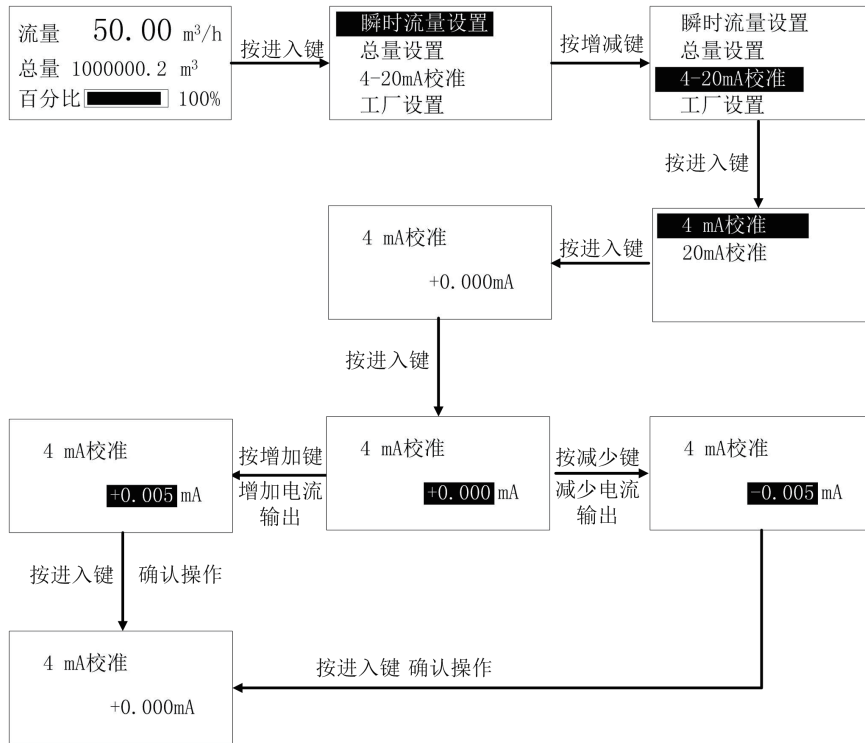 流量 50.00 m³/h
总量 1000000.2 m³
百分比 100%
按进入键
瞬时流量设置
总量设置
4-20mA校准
工厂设置
按增减键
瞬时流量设置
总量设置
4-20mA校准
工厂设置
按进入键
4 mA校准
20mA校准
按进入键
4 mA校准
+0.000mA
按进入键
4 mA校准
+0.000 mA
按增加键
增加电流
输出
4 mA校准
+0.005 mA
按减少键
减少电流
输出
4 mA校准
-0.005 mA
按进入键 确认操作
4 mA校准
+0.000mA
按进入键 确认操作